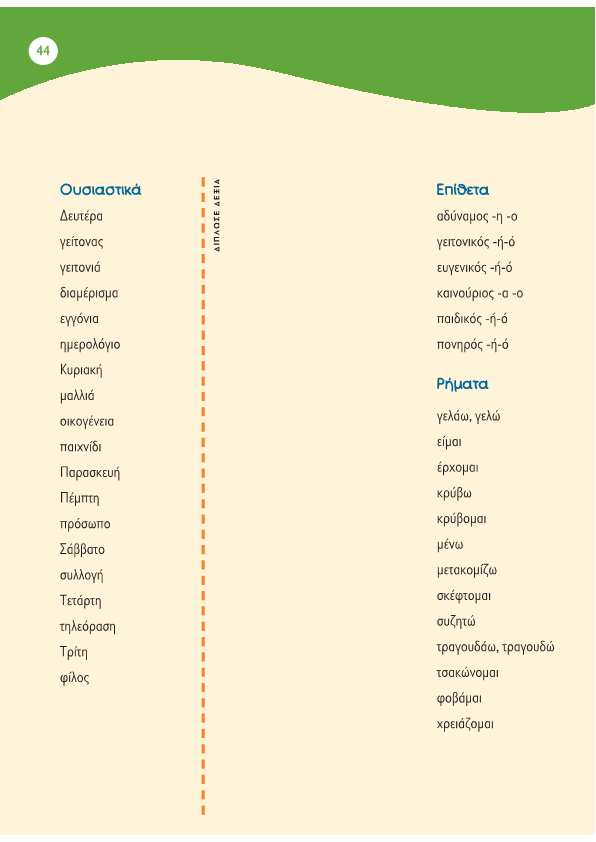 44
Ουσιαστικά
Δευτέρα
γείτονας
γειτονιά
διαμέρισμα
εγγόνια
ημερολόγιο
Κυριακή
μαλλιά
οικογένεια
παιχνίδι
Παρασκευή
Πέμπτη
πρόσωπο
Σάββατο
συλλογή
Τετάρτη
τηλεόραση
Τρίτη
φίλος
ΔΙΠΛΩΣΕ ΔΕΞΙΑ
Επίθετα
αδύναμος -η -ο
γειτονικός -ή-ό
ευγενικός -ή-ό
καινούριος -α -ο
παιδικός -ή-ό
πονηρός -ή-ό
Ρήματα
γελάω, γελώ
είμαι
έρχομαι
κρύβω
κρύβομαι
μένω
μετακομίζω
σκέφτομαι
συζητώ
τραγουδάω, τραγουδώ
τσακώνομαι
φοβάμαι
χρειάζομαι